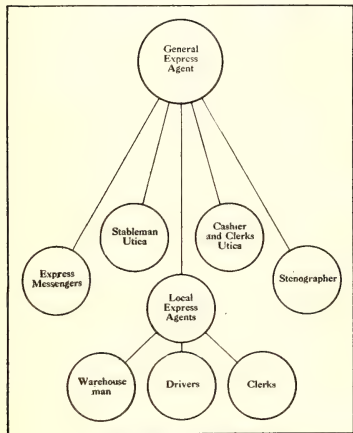 General
Express
Agent
Stableman
Utica
Cashier
and Clerks
Utica
Express
Messengers
Stenographer
Local
Express
Agents
Warehouse
man
Drivers
Clerks